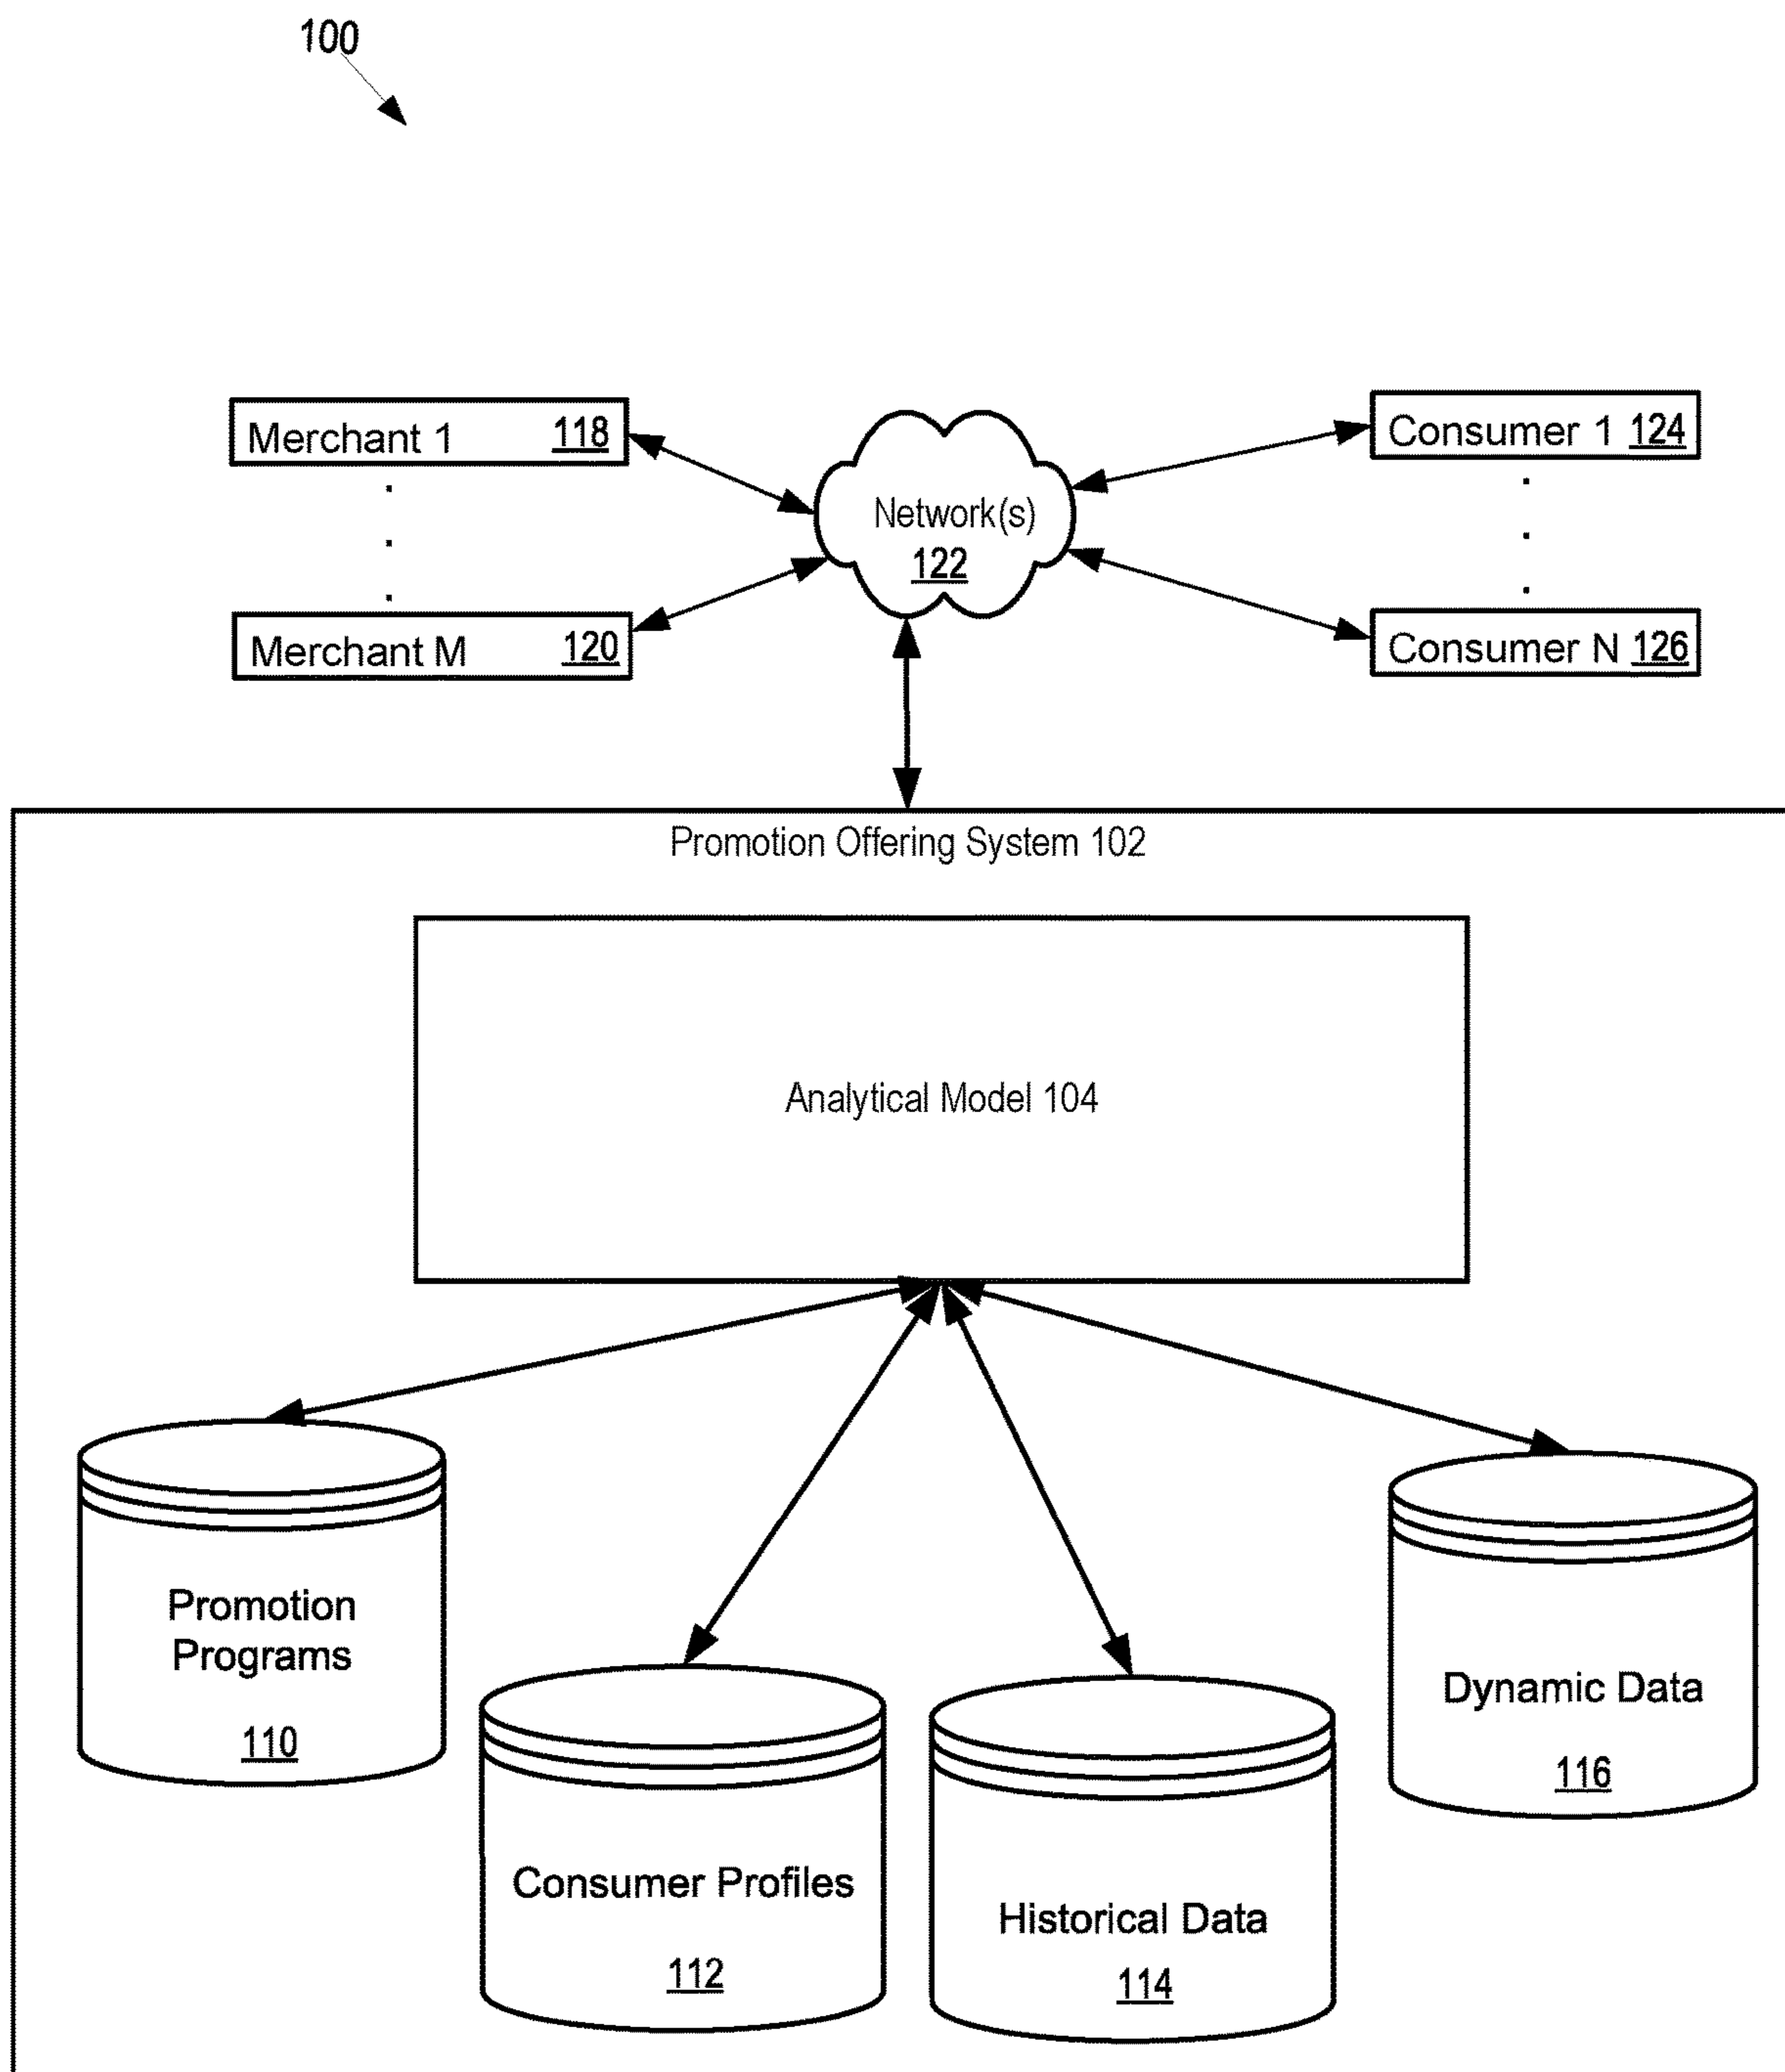 100
Merchant 1 118
Consumer 1 124
Network(s)
122
Merchant M 120
Consumer N 126
Promotion Offering System 102
Analytical Model 104
Promotion
Programs
110
Consumer Profiles
112
Historical Data
114
Dynamic Data
116